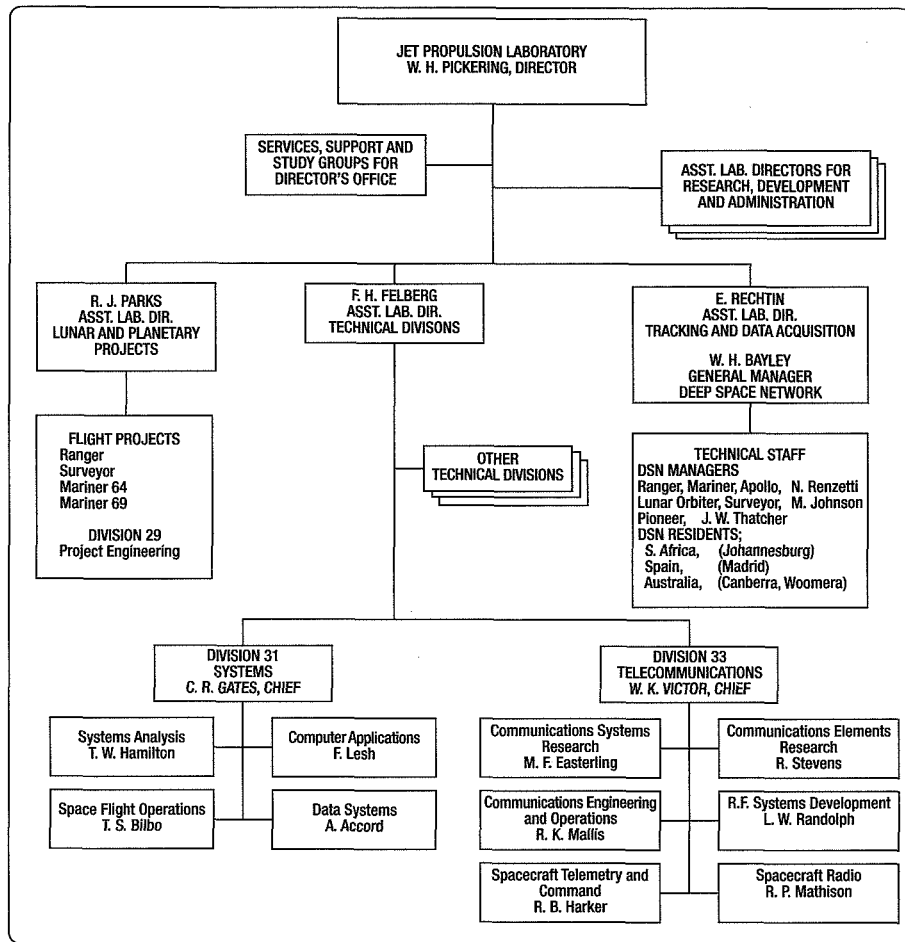 JET PROPULSION LABORATORY
W. H. PICKERING, DIRECTOR
SERVICES, SUPPORT AND
STUDY GROUPS FOR
DIRECTOR'S OFFICE
ASST. LAB. DIRECTORS FOR
RESEARCH, DEVELOPMENT
AND ADMINISTRATION
R. J. PARKS
ASST. LAB. DIR.
LUNAR AND PLANETARY
PROJECTS
F. H. FELBERG
ASST. LAB. DIR.
TECHNICAL DIVISONS
E. RECHTIN
ASST. LAB. DIR.
TRACKING AND DATA ACQUISITION
W. H. BAYLEY
GENERAL MANAGER
DEEP SPACE NETWORK
FLIGHT PROJECTS
Ranger
Surveyor
Mariner 64
Mariner 69
DIVISION 29
Project Engineering
OTHER
TECHNICAL DIVISIONS
TECHNICAL STAFF
DSN MANAGERS
Ranger, Mariner, Apollo, N. Renzetti
Lunar Orbiter, Surveyor, M. Johnson
Pioneer, J. W. Thatcher
DSN RESIDENTS;
S. Africa, (Johannesburg)
Spain, (Madrid)
Australia, (Canberra, Woomera)
DIVISION 31
SYSTEMS
C. R. GATES, CHIEF
Systems Analysis
T. W. Hamilton
Computer Applications
F. Lesh
Space Flight Operations
T. S. Bilbo
Data Systems
A. Accord
DIVISION 33
TELECOMMUNICATIONS
W. K. VICTOR, CHIEF
Communications Systems
Research
M. F. Easterling
Communications Elements
Research
R. Stevens
Communications Engineering
and Operations
R. K. Mallis
R.F. Systems Development
L. W. Randolph
Spacecraft Telemetry and
Command
R. B. Harker
Spacecraft Radio
R. P. Mathison